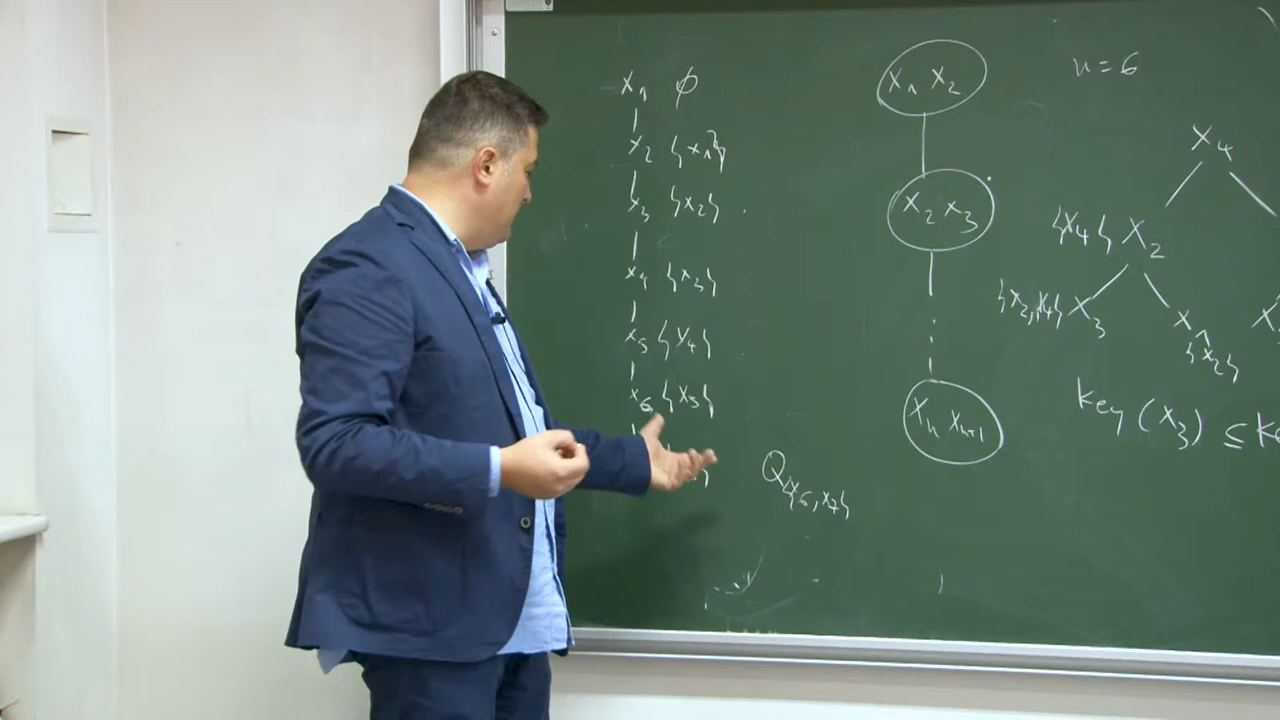 x₁ ∅
x₂ {x₁}
x₃ {x₂}
x₄ {x₃}
x₅ {x₄}
x₆ {x₅}
x₁ x₂
x₂ x₃
xₙ xₙ₊₁
Q{x₆, x₇}
n = 6
x₄
{x₄} x₂
{x₂, x₄} x₃
x₁
{x₂}
key (x₃) ⊆ ke